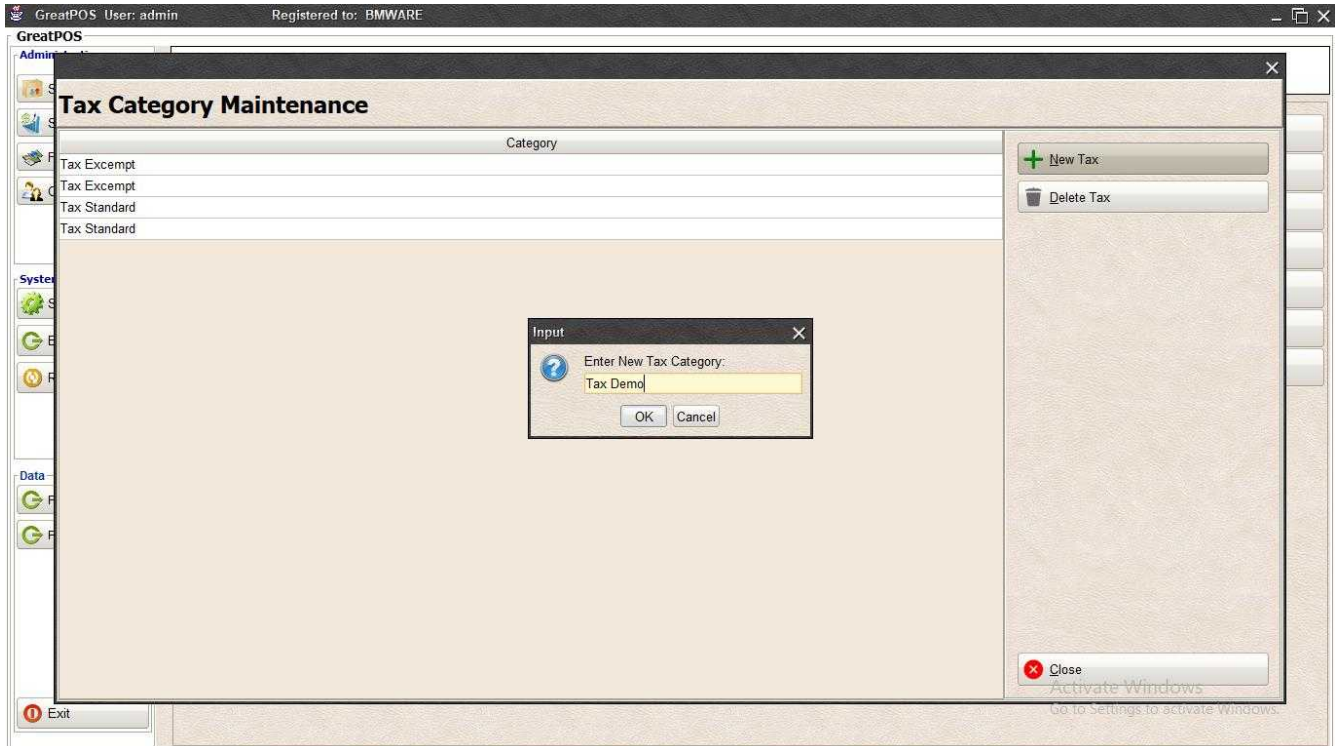 GreatPOS User: admin Registered to: BMWARE
GreatPOS
Tax Category Maintenance
Category
Tax Excempt
Tax Excempt
Tax Standard
Tax Standard
New Tax
Delete Tax
System
Input
Enter New Tax Category:
Tax Demo
OK Cancel
Data
Close
Activate Windows
Go to Settings to activate Windows.
Exit